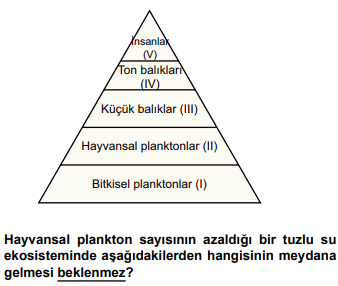 İnsanlar
(V)
Ton balıkları
(IV)
Küçük balıklar (III)
Hayvansal planktonlar (II)
Bitkisel planktonlar (I)
Hayvansal plankton sayısının azaldığı bir tuzlu su
ekosisteminde aşağıdakilerden hangisinin meydana
gelmesi beklenmez?